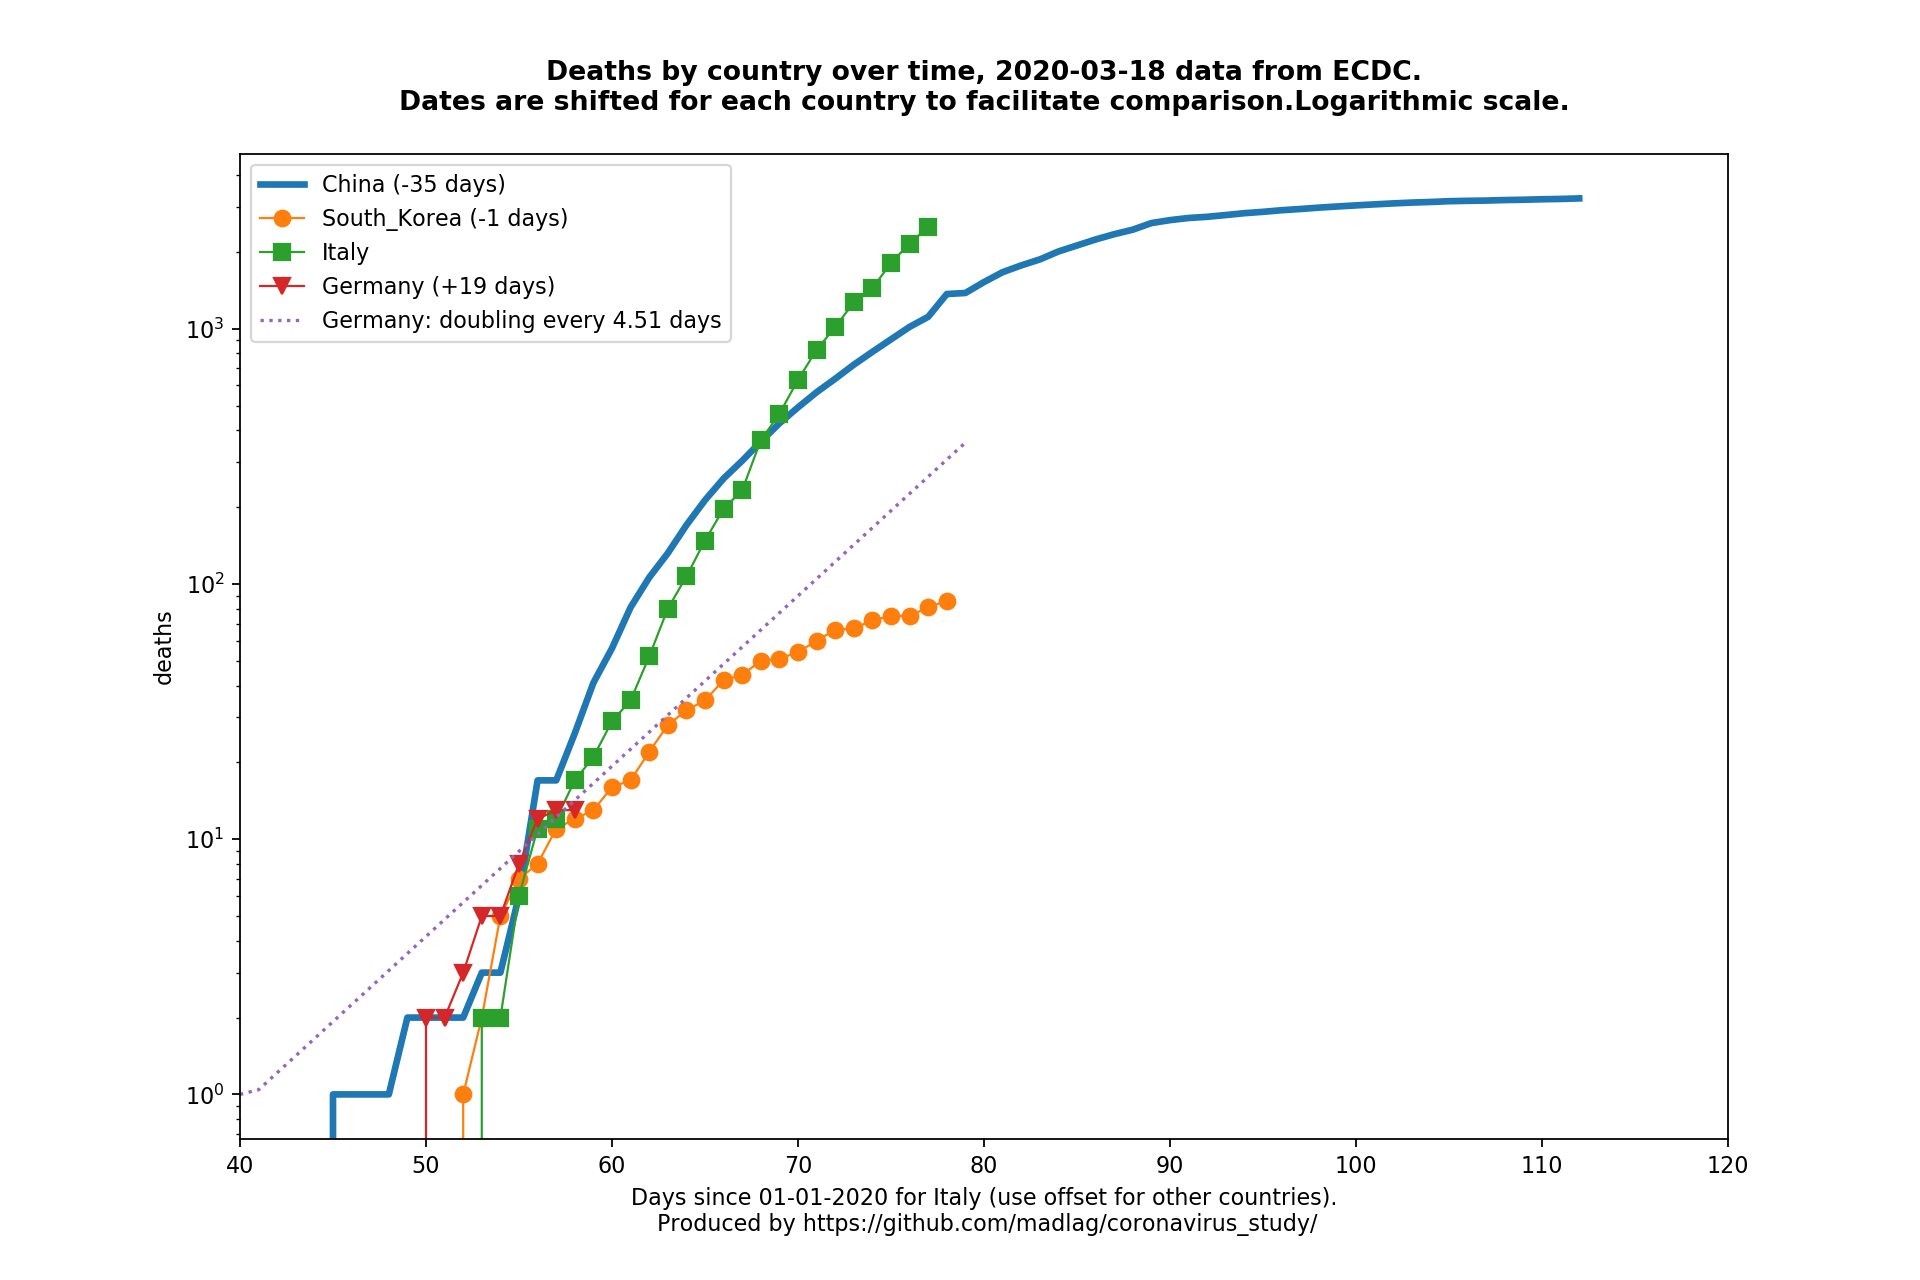 Deaths by country over time, 2020-03-18 data from ECDC.
Dates are shifted for each country to facilitate comparison.Logarithmic scale.
China (-35 days)
South_Korea (-1 days)
Italy
Germany (+19 days)
Germany: doubling every 4.51 days
deaths
10³
10²
10¹
10⁰
40 50 60 70 80 90 100 110 120
Days since 01-01-2020 for Italy (use offset for other countries).
Produced by https://github.com/madlag/coronavirus_study/